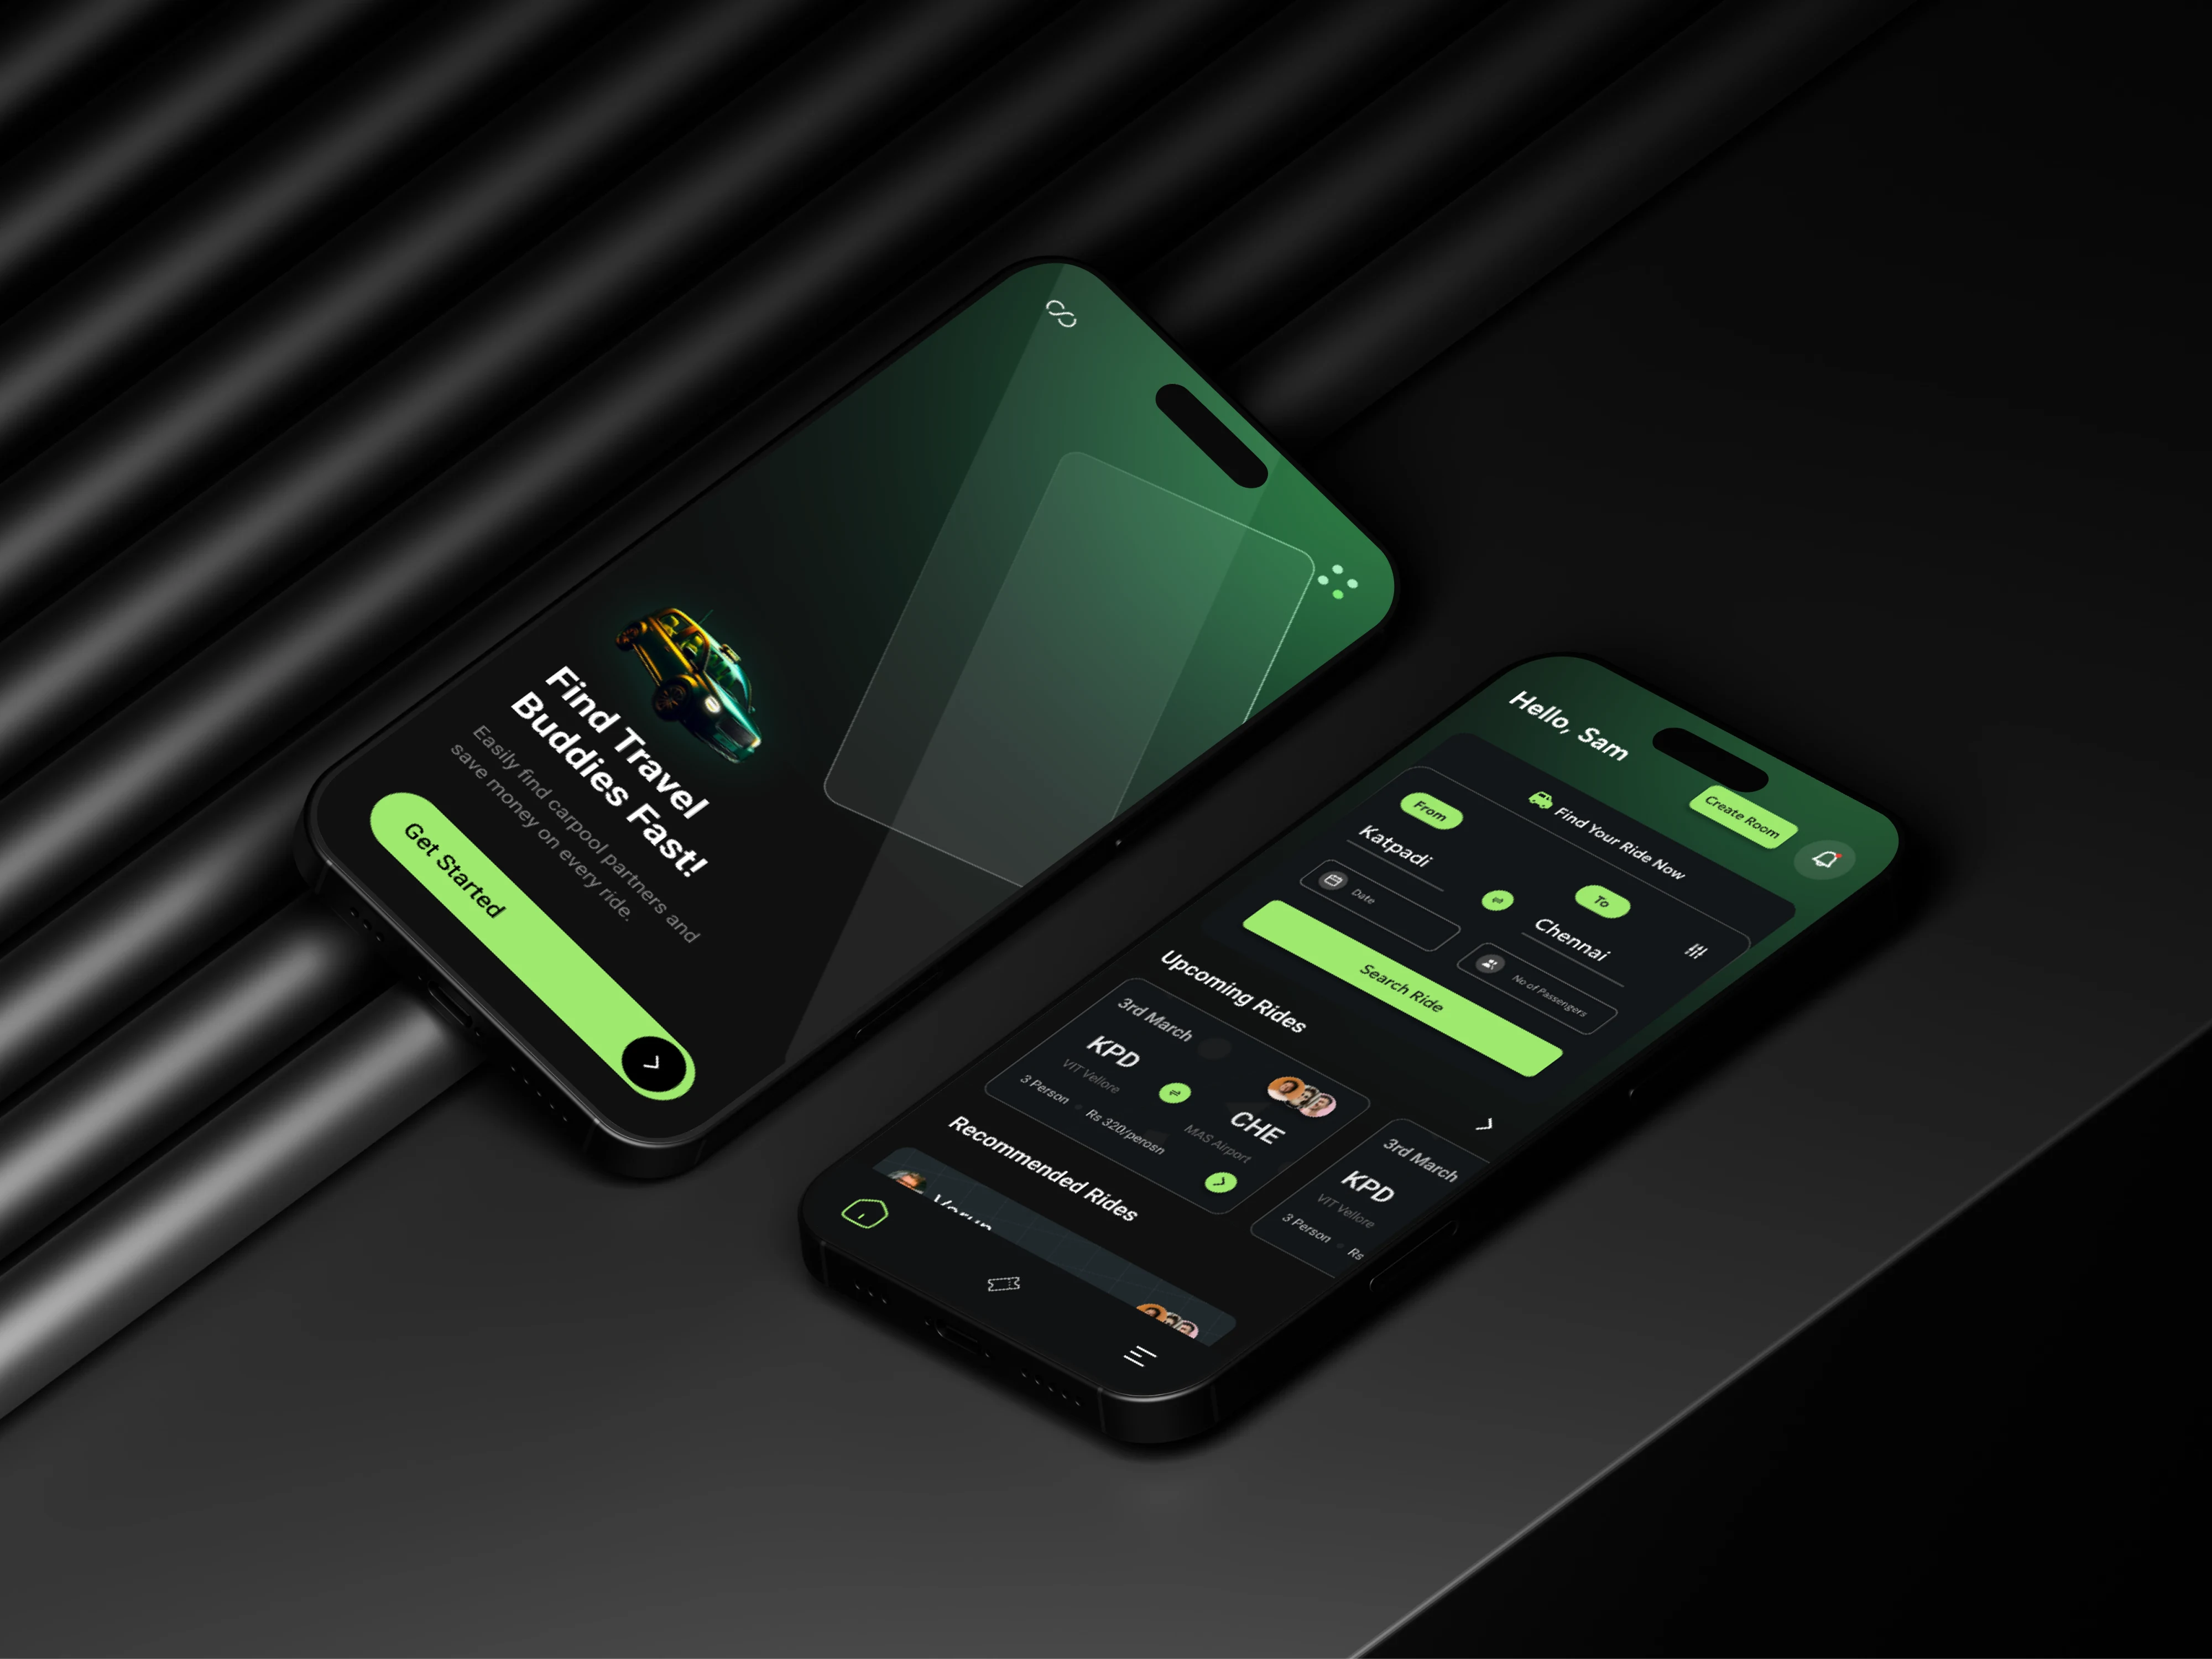 Find Travel
Buddies Fast!
Easily find carpool partners and
save money on every ride.
Get Started
Hello, Sam
Create Room
Find Your Ride Now
From
To
Katpadi
Chennai
Date
No of Passengers
Search Ride
Upcoming Rides
3rd March
KPD
CHE
VIT Vellore
MAS Airport
3 Person
Rs 320/perosn
3rd March
KPD
VIT Vellore
3 Person
Rs
Recommended Rides